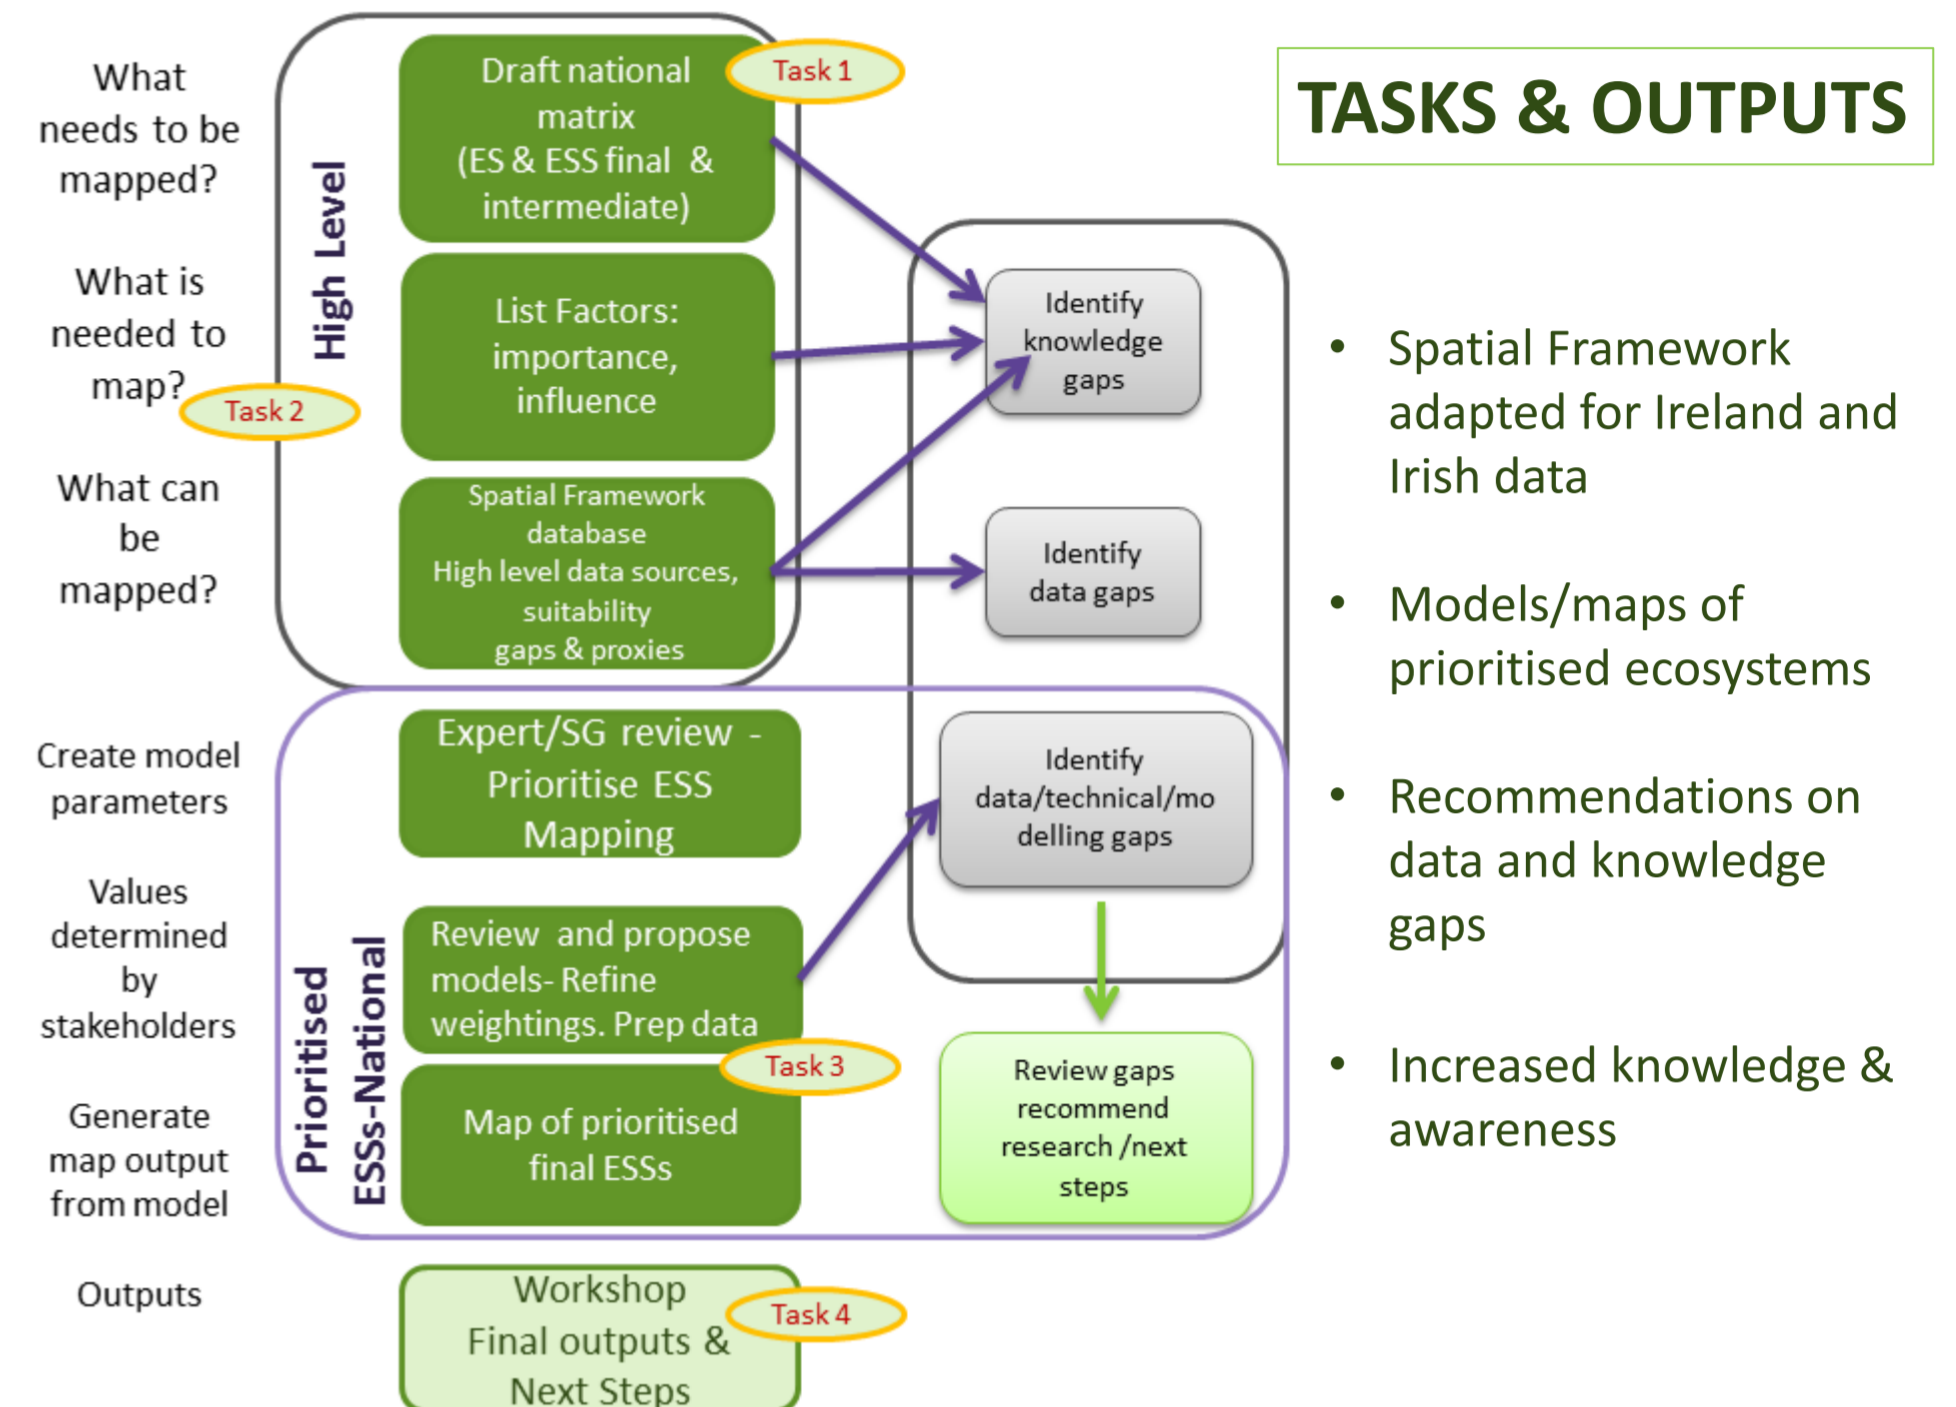 TASKS & OUTPUTS
What
needs to be
mapped?
What is
needed to
map?
Task 2
What can
be
mapped?
Create model
parameters
Values
determined
by
stakeholders
Generate
map output
from model
Outputs
High Level
Draft national
matrix
(ES & ESS final &
intermediate)
Task 1
List Factors:
importance,
influence
Spatial Framework
database
High level data sources,
suitability
gaps & proxies
Prioritised
ESSs-National
Expert/SG review -
Prioritise ESS
Mapping
Review and propose
models- Refine
weightings. Prep data
Task 3
Map of prioritised
final ESSs
Workshop
Final outputs &
Next Steps
Task 4
Identify
knowledge
gaps
Identify
data gaps
Identify
data/technical/mo
delling gaps
Review gaps
recommend
research /next
steps
• Spatial Framework
adapted for Ireland and
Irish data
• Models/maps of
prioritised ecosystems
• Recommendations on
data and knowledge
gaps
• Increased knowledge &
awareness